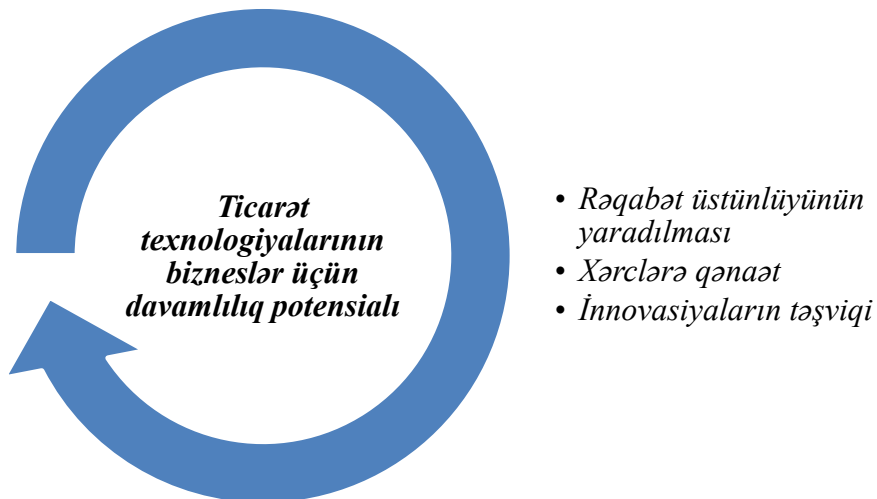 Ticarət
texnologiyalarının
bizneslər üçün
davamlılıq potensialı
• Rəqabət üstünlüyünün
yaradılması
• Xərclərə qənaət
• İnnovasiyaların təşviqi